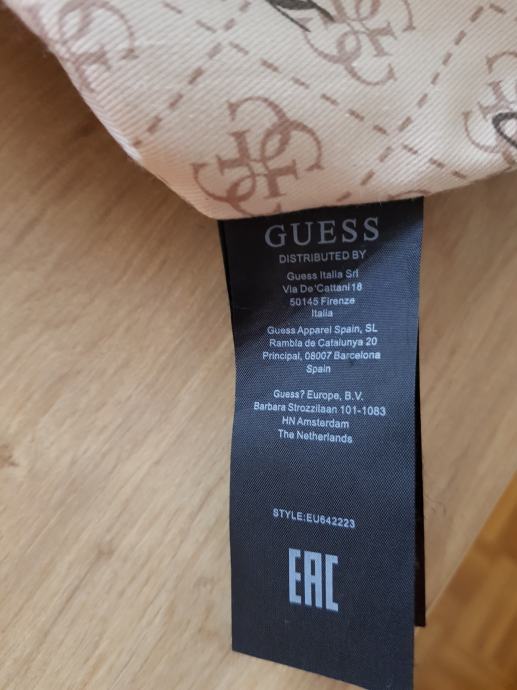 GUESS
DISTRIBUTED BY
Guess Italia Srl
Via De'Cattani 18
50145 Firenze
Italia
Guess Apparel Spain, SL
Rambla de Catalunya 20
Principal, 08007 Barcelona
Spain
Guess? Europe, B.V.
Barbara Strozzilaan 101-1083
HN Amsterdam
The Netherlands
STYLE:EU642223
EAC